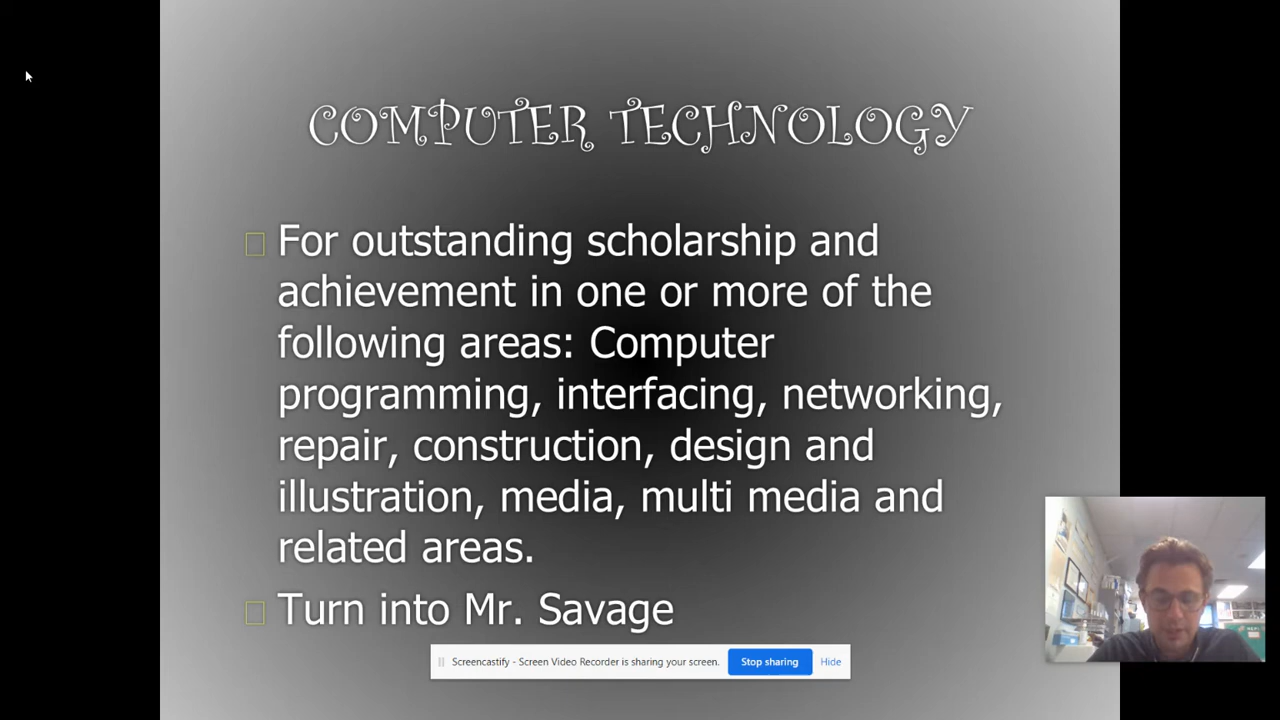 COMPUTER TECHNOLOGY
For outstanding scholarship and
achievement in one or more of the
following areas: Computer
programming, interfacing, networking,
repair, construction, design and
illustration, media, multi media and
related areas.
Turn into Mr. Savage
Screencastify - Screen Video Recorder is sharing your screen. Stop sharing Hide